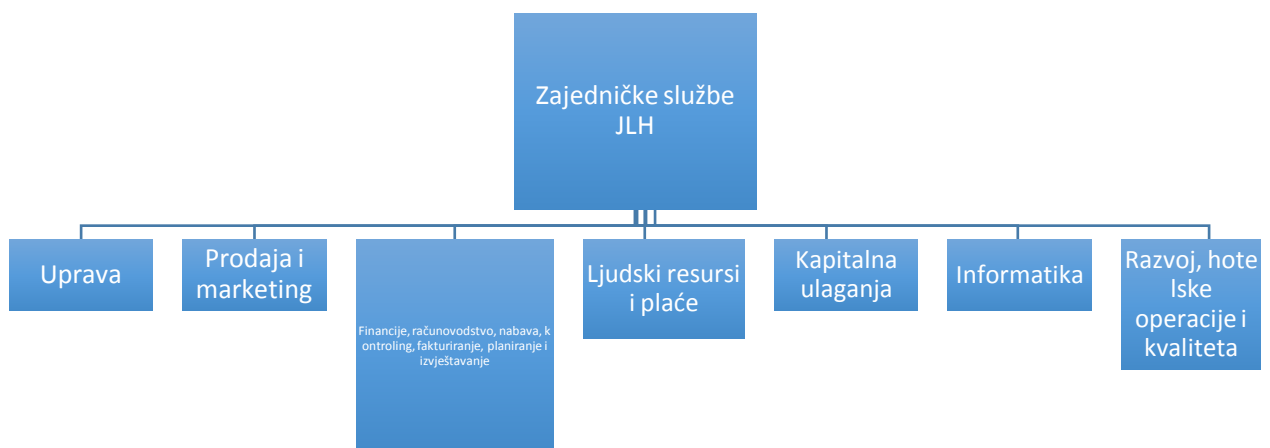 Zajedničke službe
JLH
Uprava
Prodaja i
marketing
Financije, računovodstvo, nabava, k
ontroling, fakturiranje, planiranje i
izvještavanje
Ljudski resursi
i plaće
Kapitalna
ulaganja
Informatika
Razvoj, hote
lske
operacije i
kvaliteta